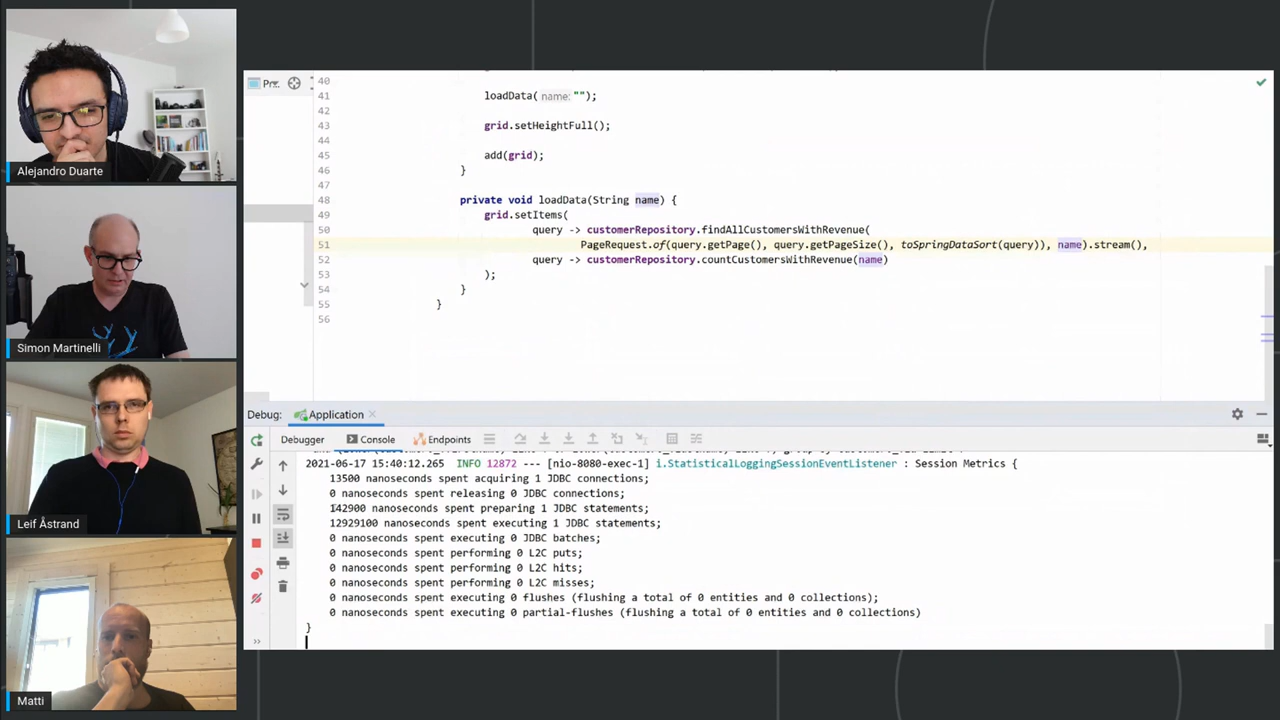 Alejandro Duarte
Simon Martinelli
Leif Åstrand
Matti
Pr
40
41 loadData( name: "");
42
43 grid.setHeightFull();
44
45 add(grid);
46 }
47
48 private void loadData(String name) {
49 grid.setItems(
50 query -> customerRepository.findAllCustomersWithRevenue(
51 PageRequest.of(query.getPage(), query.getPageSize(), toSpringDataSort(query)), name).stream(),
52 query -> customerRepository.countCustomersWithRevenue(name)
53 );
54 }
55 }
56
Debug: Application
Debugger Console Endpoints
2021-06-17 15:40:12.265 INFO 12872 --- [nio-8080-exec-1] i.StatisticalLoggingSessionEventListener : Session Metrics {
13500 nanoseconds spent acquiring 1 JDBC connections;
0 nanoseconds spent releasing 0 JDBC connections;
142900 nanoseconds spent preparing 1 JDBC statements;
12929100 nanoseconds spent executing 1 JDBC statements;
0 nanoseconds spent executing 0 JDBC batches;
0 nanoseconds spent performing 0 L2C puts;
0 nanoseconds spent performing 0 L2C hits;
0 nanoseconds spent performing 0 L2C misses;
0 nanoseconds spent executing 0 flushes (flushing a total of 0 entities and 0 collections);
0 nanoseconds spent executing 0 partial-flushes (flushing a total of 0 entities and 0 collections)
}